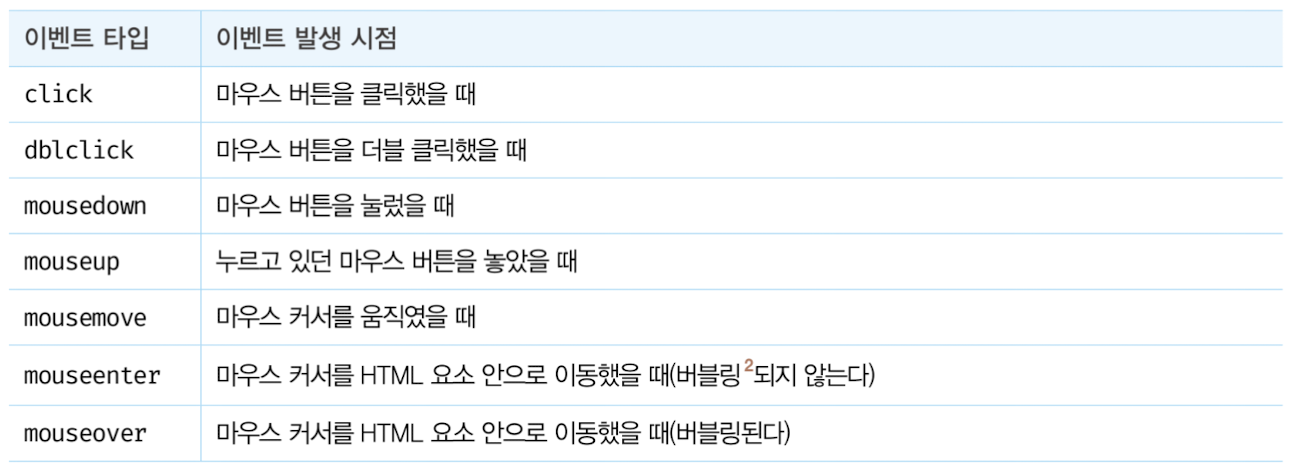 이벤트 타입 이벤트 발생 시점
click 마우스 버튼을 클릭했을 때
dblclick 마우스 버튼을 더블 클릭했을 때
mousedown 마우스 버튼을 눌렀을 때
mouseup 누르고 있던 마우스 버튼을 놓았을 때
mousemove 마우스 커서를 움직였을 때
mouseenter 마우스 커서를 HTML 요소 안으로 이동했을 때(버블링2되지 않는다)
mouseover 마우스 커서를 HTML 요소 안으로 이동했을 때(버블링된다)